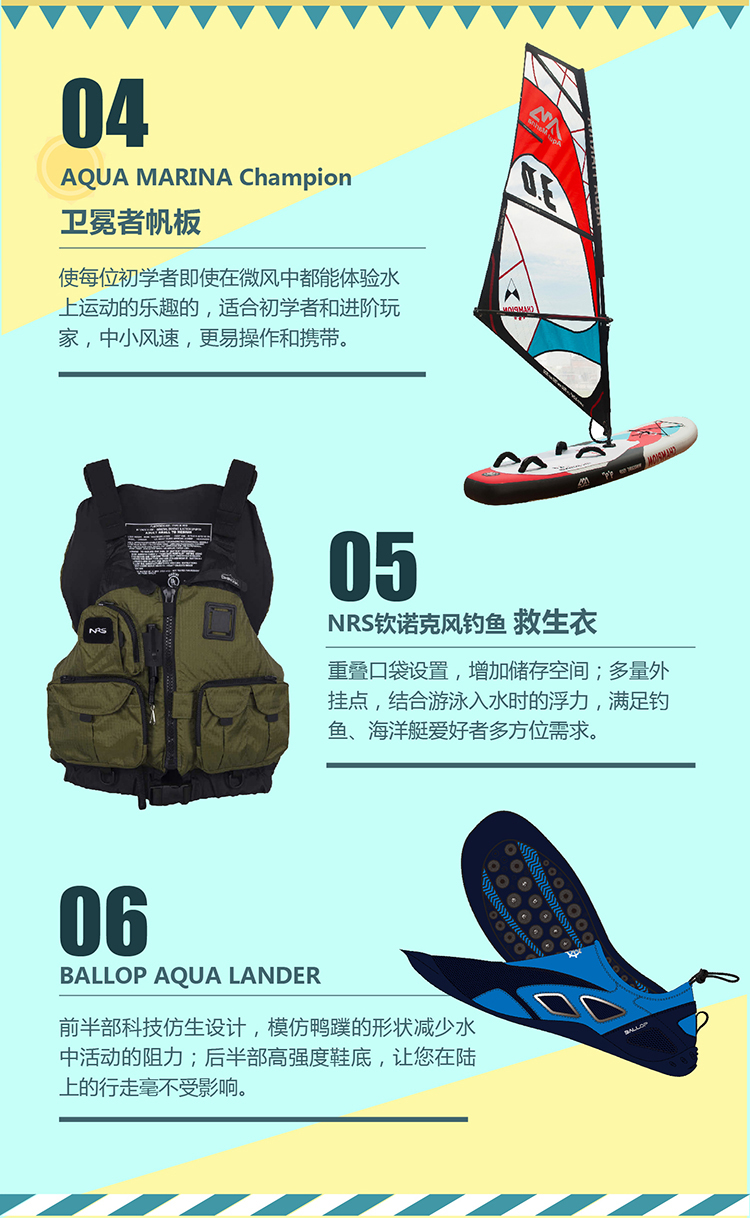 04
AQUA MARINA Champion
卫冕者帆板
使每位初学者即使在微风中都能体验水
上运动的乐趣的，适合初学者和进阶玩
家，中小风速，更易操作和携带。
Aqua Marina
3.0
CHAMPION
CHAMPION
05
NRS钦诺克风钓鱼 救生衣
重叠口袋设置，增加储存空间；多量外
挂点，结合游泳入水时的浮力，满足钓
鱼、海洋艇爱好者多方位需求。
NRS
06
BALLOP AQUA LANDER
前半部科技仿生设计，模仿鸭蹼的形状减少水
中活动的阻力；后半部高强度鞋底，让您在陆
上的行走毫不受影响。
BALLOP